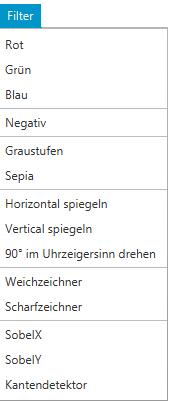 Filter
Rot
Grün
Blau
Negativ
Graustufen
Sepia
Horizontal spiegeln
Vertical spiegeln
90° im Uhrzeigersinn drehen
Weichzeichner
Scharfzeichner
SobelX
SobelY
Kantendetektor